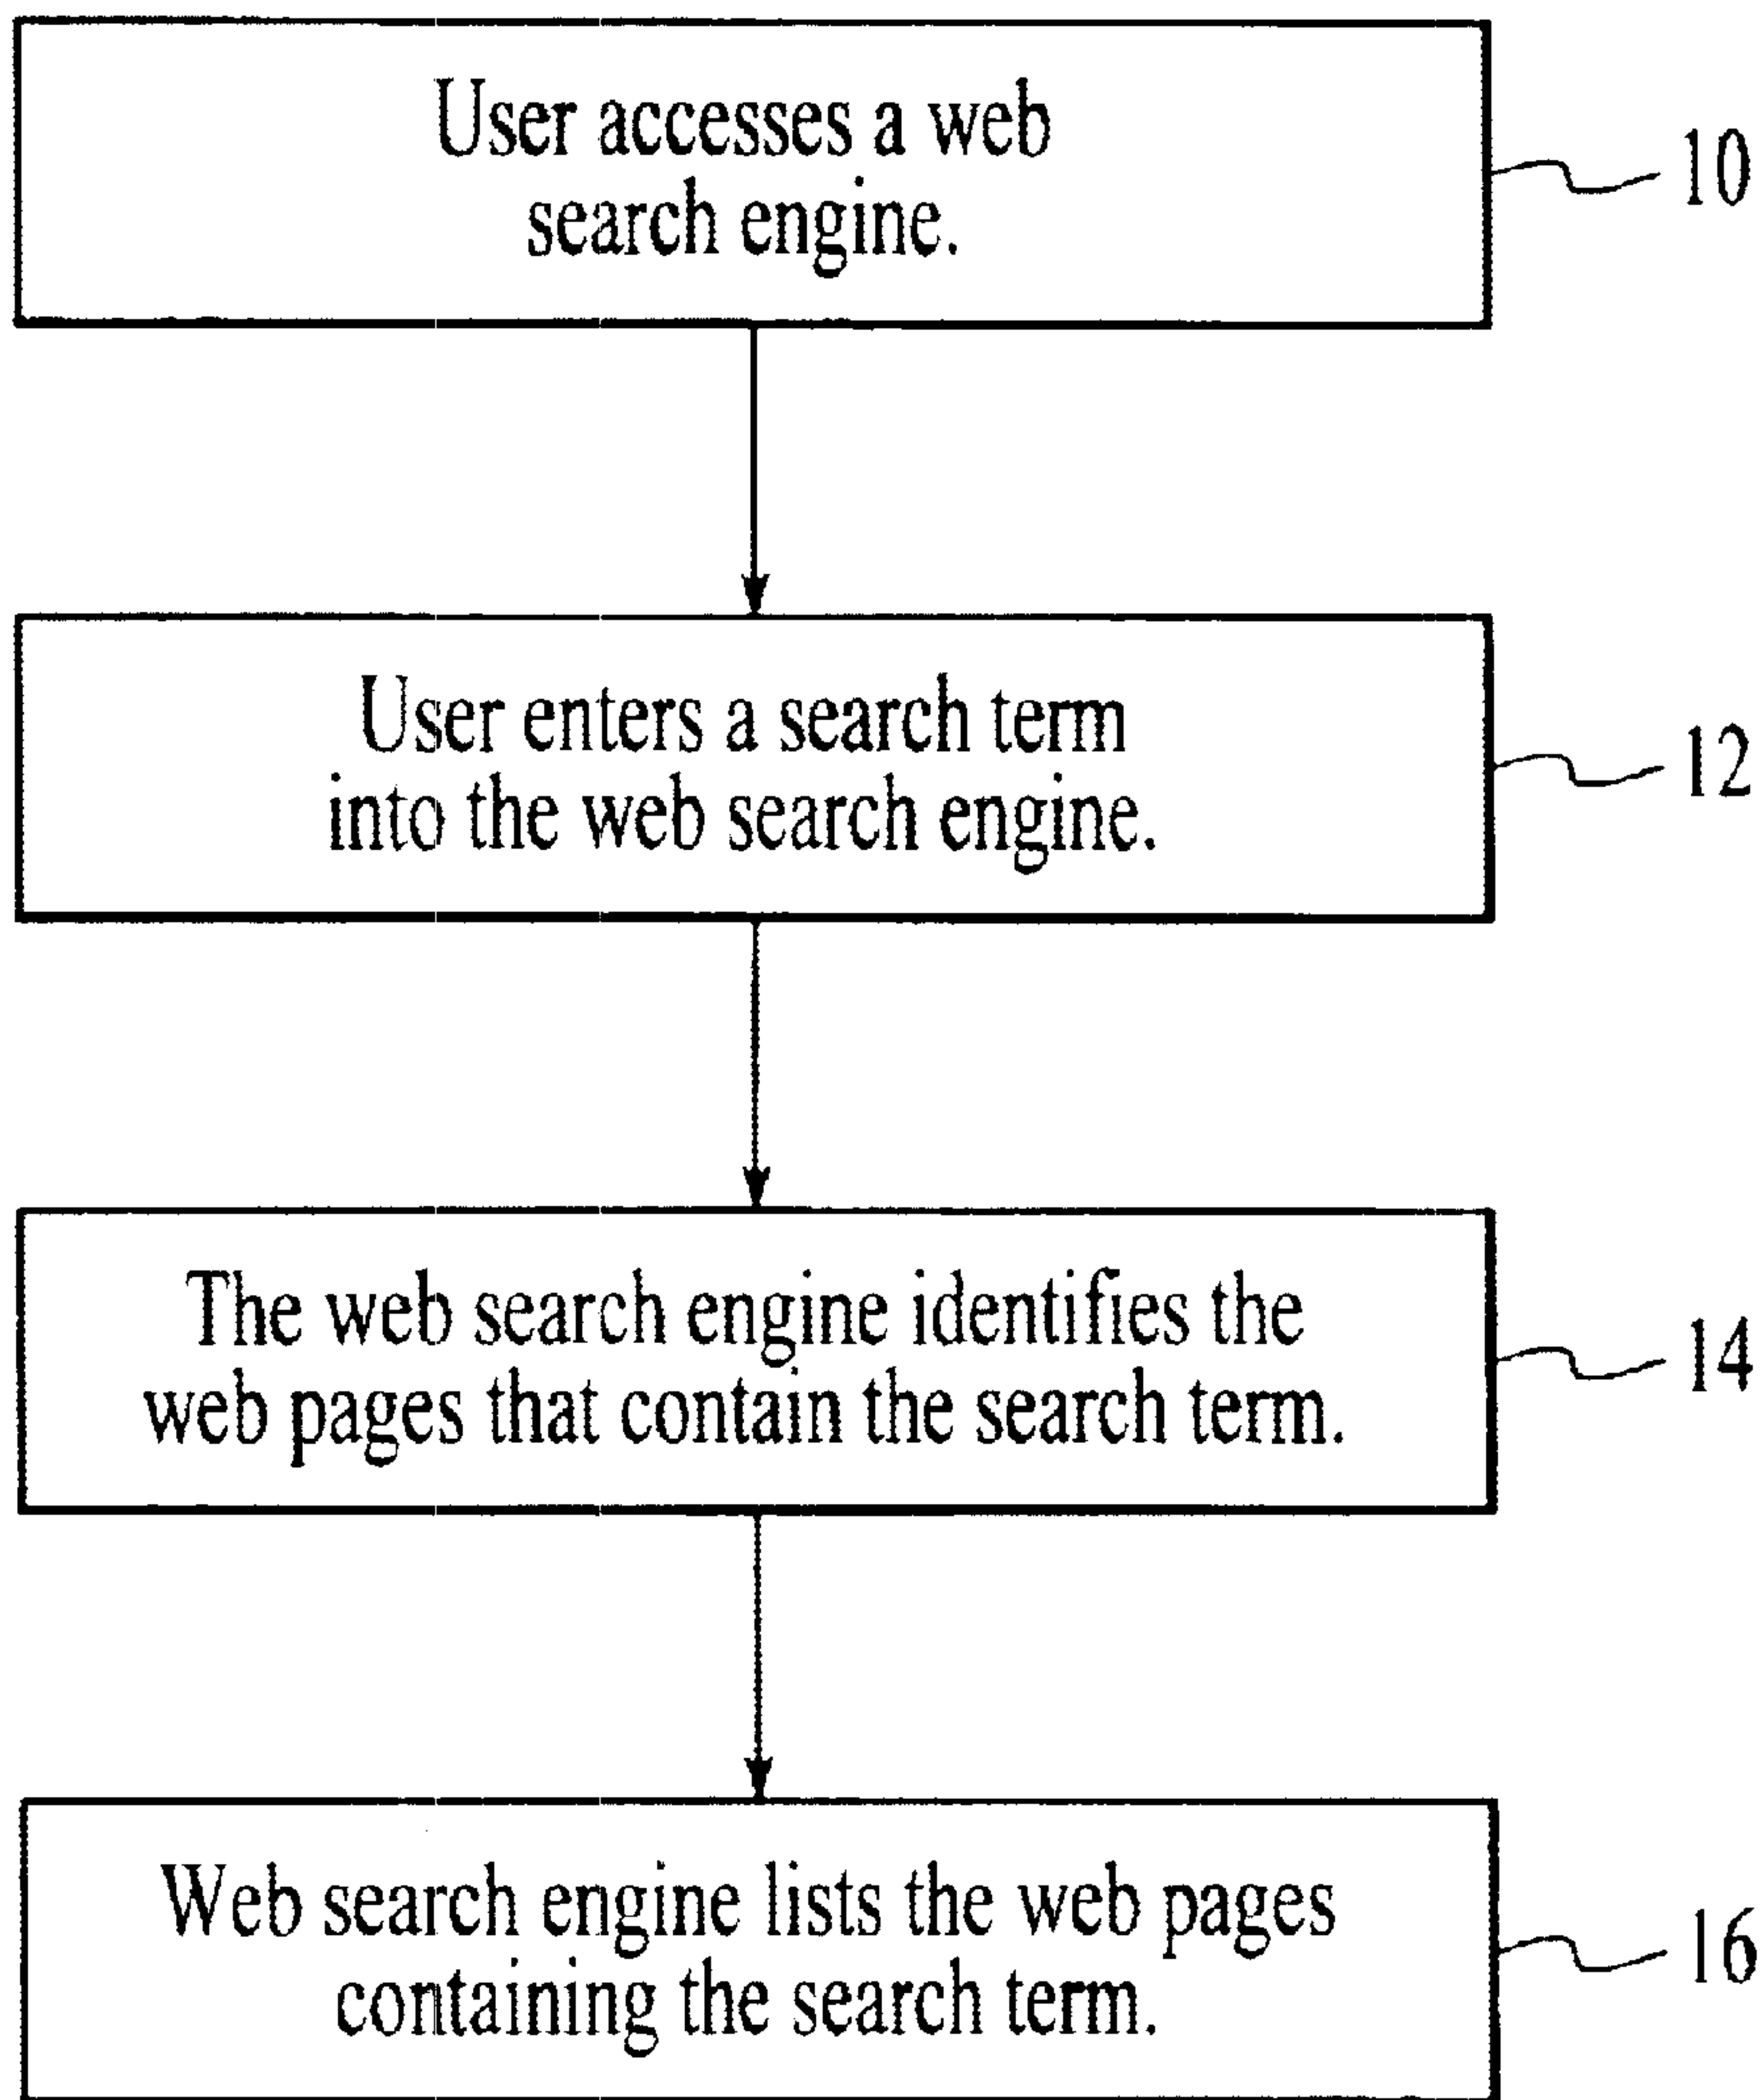 User accesses a web
search engine.
10
User enters a search term
into the web search engine.
12
The web search engine identifies the
web pages that contain the search term.
14
Web search engine lists the web pages
containing the search term.
16